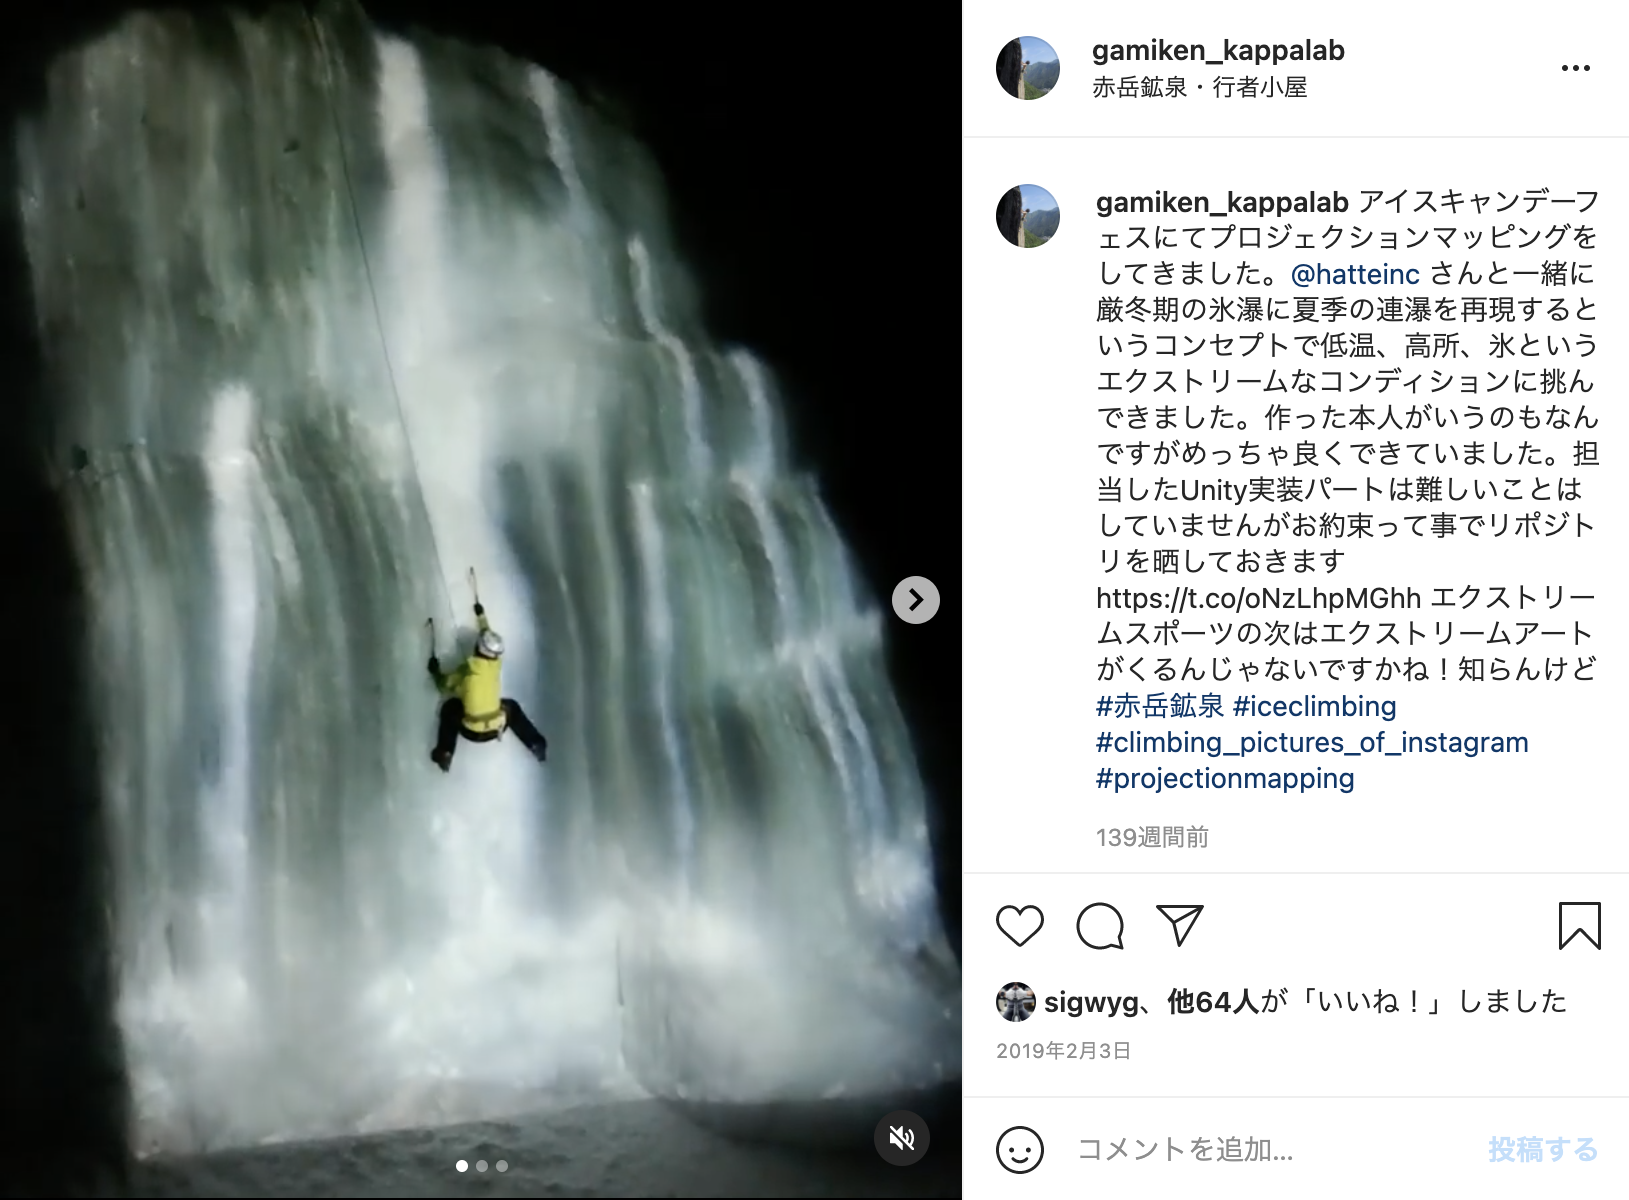 gamiken_kappalab
赤岳鉱泉・行者小屋
gamiken_kappalab アイスキャンデーフ
ェスにてプロジェクションマッピングを
してきました。@hatteinc さんと一緒に
厳冬期の氷瀑に夏季の連瀑を再現すると
いうコンセプトで低温、高所、氷という
エクストリームなコンディションに挑ん
できました。作った本人がいうのもなん
ですがめっちゃ良くできていました。担
当したUnity実装パートは難しいことは
していませんがお約束って事でリポジト
リを晒しておきます
https://t.co/oNzLhpMGhh エクストリー
ムスポーツの次はエクストリームアート
がくるんじゃないですかね！知らんけど
#赤岳鉱泉 #iceclimbing
#climbing_pictures_of_instagram
#projectionmapping
139週間前
sigwyg、他64人が「いいね！」しました
2019年2月3日
コメントを追加... 投稿する